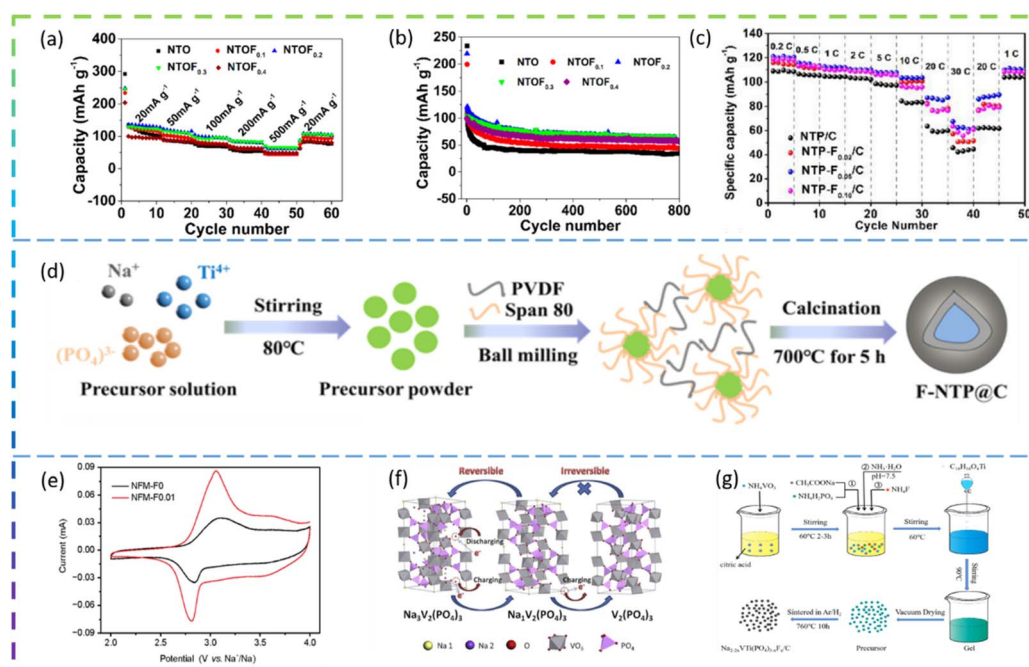 (a)
400
300
200
100
0
-100
0 10 20 30 40 50 60
Capacity (mAh g⁻¹)
Cycle number
NTO NTOF₀.₁ NTOF₀.₂
NTOF₀.₃ NTOF₀.₄
20mA g⁻¹
50mA g⁻¹
100mA g⁻¹
200mA g⁻¹
500mA g⁻¹
20mA g⁻¹
(b)
250
200
150
100
50
0
-50
0 200 400 600 800
Capacity (mAh g⁻¹)
Cycle number
NTO NTOF₀.₁ NTOF₀.₂
NTOF₀.₃ NTOF₀.₄
(c)
140
120
100
80
60
40
20
0
0 10 20 30 40 50
Specific capacity (mAh g⁻¹)
Cycle Number
0.2 C 0.5 C 1 C 2 C 5 C 10 C 20 C 30 C 20 C 1 C
NTP/C
NTP-F₀.₀₂/C
NTP-F₀.₀₅/C
NTP-F₀.₁₀/C
(d)
Na⁺
Ti⁴⁺
(PO₄)³⁻
Precursor solution
Stirring
80℃
Precursor powder
PVDF
Span 80
Ball milling
Calcination
700℃ for 5 h
F-NTP@C
(e)
0.09
0.06
0.03
0.00
−0.03
−0.06
−0.09
2.0 2.5 3.0 3.5 4.0
Current (mA)
Potential (V vs. Na⁺/Na)
NFM-F0
NFM-F0.01
(f)
Reversible
Irreversible
Discharging
Charging
Charging
e⁻
e⁻
e⁻
Na₃V₂(PO₄)₃
Na₁V₂(PO₄)₃
V₂(PO₄)₃
Na 1 Na 2 O VO₆ PO₄
(g)
NH₄VO₃
citric acid
Stirring
60℃ 2-3h
CH₃COONa
NH₄H₂PO₄
①
② NH₃·H₂O
pH=7.5
③
NH₄F
Precursor
Stirring
60℃
Stirring
90℃
Gel
Vacuum Drying
Precursor
Sintered in Ar/H₂
760℃ 10h